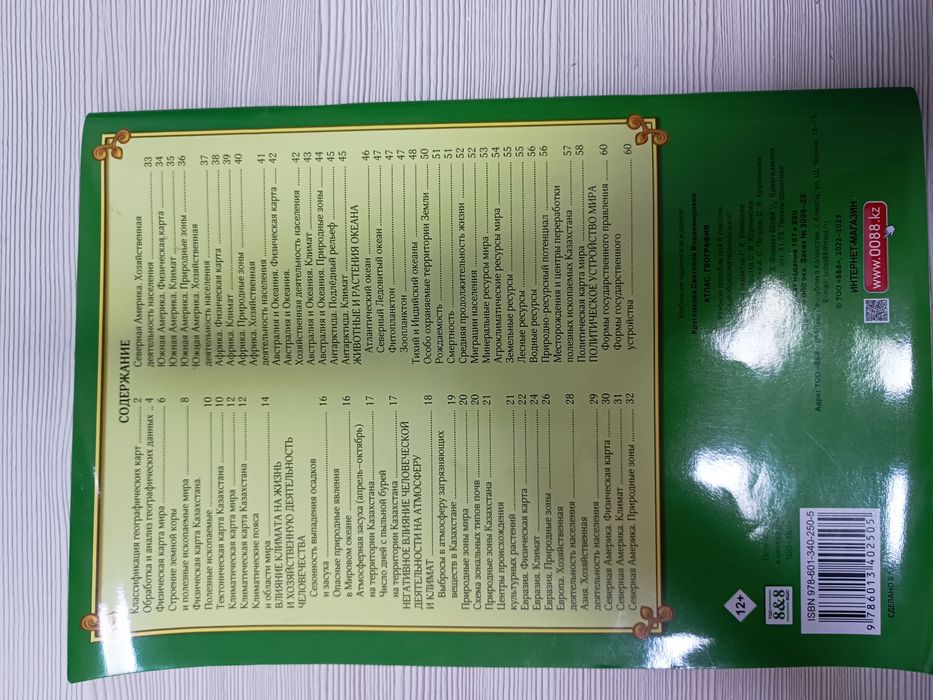 СОДЕРЖАНИЕ
Классификация географических карт ........ 2
Обработка и анализ географических данных .. 4
Физическая карта мира ........ 6
Строение земной коры
и полезные ископаемые мира ........ 8
Физическая карта Казахстана.
Полезные ископаемые ........ 10
Тектоническая карта Казахстана ........ 10
Климатическая карта мира ........ 12
Климатическая карта Казахстана ........ 12
Климатические пояса
и области мира ........ 14
ВЛИЯНИЕ КЛИМАТА НА ЖИЗНЬ
И ХОЗЯЙСТВЕННУЮ ДЕЯТЕЛЬНОСТЬ
ЧЕЛОВЕЧЕСТВА
Сезонность выпадения осадков
и засуха ........ 16
Опасные природные явления
в Мировом океане ........ 16
Атмосферная засуха (апрель–октябрь)
на территории Казахстана ........ 17
Число дней с пыльной бурей
на территории Казахстана ........ 17
НЕГАТИВНОЕ ВЛИЯНИЕ ЧЕЛОВЕЧЕСКОЙ
ДЕЯТЕЛЬНОСТИ НА АТМОСФЕРУ
И КЛИМАТ ........ 18
Выбросы в атмосферу загрязняющих
веществ в Казахстане ........ 19
Природные зоны мира ........ 20
Схема зональных типов почв ........ 20
Природные зоны Казахстана ........ 21
Центры происхождения
культурных растений ........ 21
Евразия. Физическая карта ........ 22
Евразия. Климат ........ 24
Евразия. Природные зоны ........ 26
Европа. Хозяйственная
деятельность населения ........ 28
Азия. Хозяйственная
деятельность населения ........ 29
Северная Америка. Физическая карта ........ 30
Северная Америка. Климат ........ 31
Северная Америка. Природные зоны ........ 32
Северная Америка. Хозяйственная
деятельность населения ........ 33
Южная Америка. Физическая карта ........ 34
Южная Америка. Климат ........ 35
Южная Америка. Природные зоны ........ 36
Южная Америка. Хозяйственная
деятельность населения ........ 37
Африка. Физическая карта ........ 38
Африка. Климат ........ 39
Африка. Природные зоны ........ 40
Африка. Хозяйственная
деятельность населения ........ 41
Австралия и Океания. Физическая карта ........ 42
Австралия и Океания.
Хозяйственная деятельность населения ........ 42
Австралия и Океания. Климат ........ 43
Австралия и Океания. Природные зоны ........ 44
Антарктида. Подлёдный рельеф ........ 45
Антарктида. Климат ........ 45
ЖИВОТНЫЕ И РАСТЕНИЯ ОКЕАНА
Атлантический океан ........ 46
Северный Ледовитый океан ........ 47
Фитопланктон ........ 47
Зоопланктон ........ 47
Тихий и Индийский океаны ........ 48
Особо охраняемые территории Земли ........ 50
Рождаемость ........ 51
Смертность ........ 51
Средняя продолжительность жизни ........ 52
Миграции населения ........ 52
Минеральные ресурсы мира ........ 53
Агроклиматические ресурсы мира ........ 54
Земельные ресурсы ........ 55
Лесные ресурсы ........ 55
Водные ресурсы ........ 56
Природно-ресурсный потенциал ........ 56
Месторождения и центры переработки
полезных ископаемых Казахстана ........ 57
Политическая карта мира ........ 58
ПОЛИТИЧЕСКОЕ УСТРОЙСТВО МИРА
Формы государственного правления ........ 60
Формы государственного
устройства ........ 60
12+
8&8
ISBN 978-601-340-250-5
9 786013 402505
Учебно-методическое издание
Круглякова Светлана Владимировна
АТЛАС. ГЕОГРАФИЯ
ИНТЕРНЕТ-МАГАЗИН:
www.0088.kz
© ТОО «8&8» 2022–2023